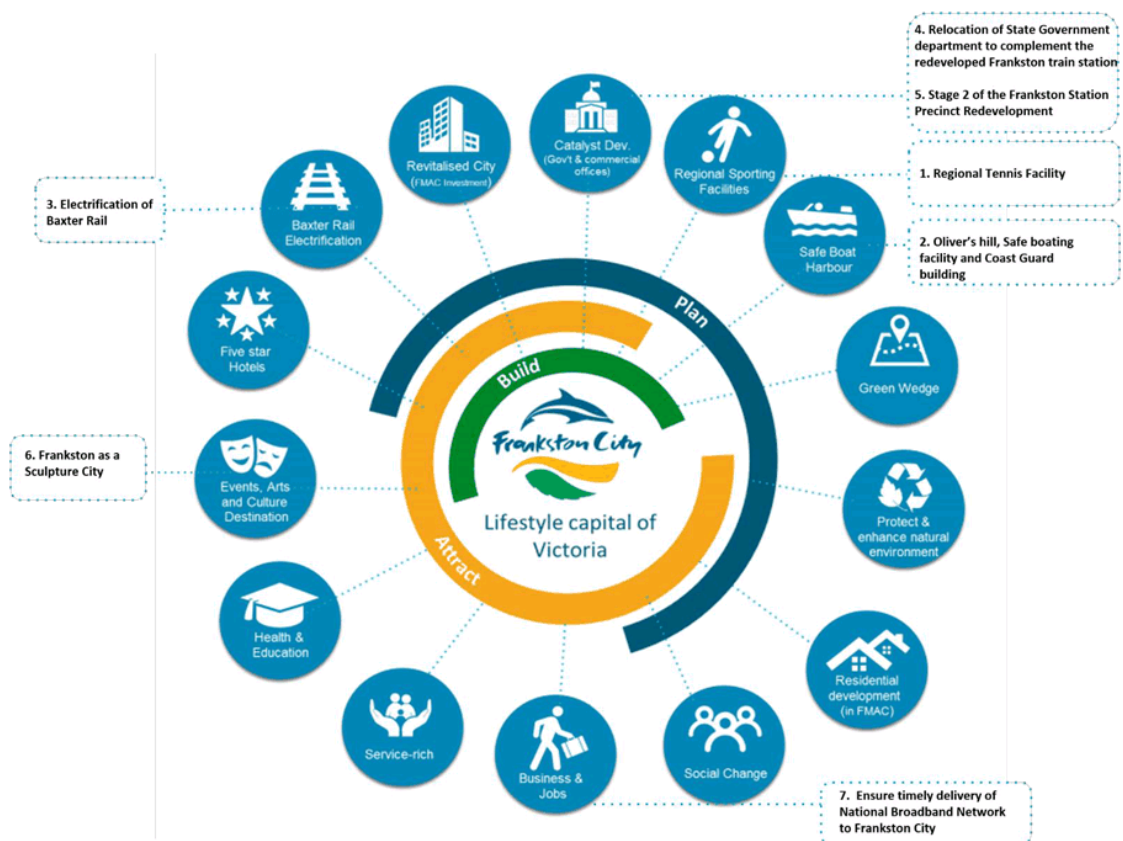 4. Relocation of State Government
department to complement the
redeveloped Frankston train station
5. Stage 2 of the Frankston Station
Precinct Redevelopment
Revitalised City
(FMAC Investment)
Catalyst Dev.
(Gov't & commercial
offices)
Regional Sporting
Facilities
1. Regional Tennis Facility
3. Electrification of
Baxter Rail
Baxter Rail
Electrification
Safe Boat
Harbour
2. Oliver's hill, Safe boating
facility and Coast Guard
building
Plan
Five star
Hotels
Build
Green Wedge
Frankston City
Lifestyle capital of
Victoria
6. Frankston as a
Sculpture City
Events, Arts
and Culture
Destination
Protect &
enhance natural
environment
Attract
Health &
Education
Residential
development
(in FMAC)
Service-rich
Business &
Jobs
Social Change
7. Ensure timely delivery of
National Broadband Network
to Frankston City